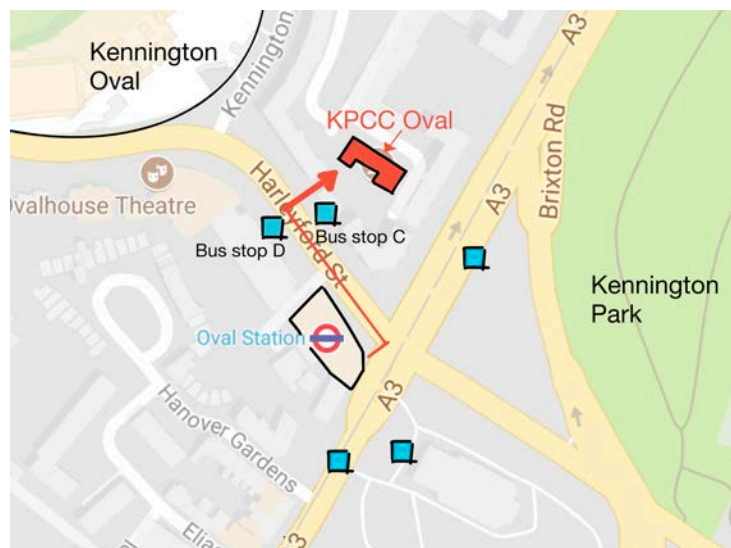 Kennington
Oval
Kennington
A3
KPCC Oval
Brixton Rd
Ovalhouse Theatre
Harleyford St
A3
Bus stop D
Bus stop C
Kennington
Park
Oval Station
A3
Hanover Gardens
Elias
A3